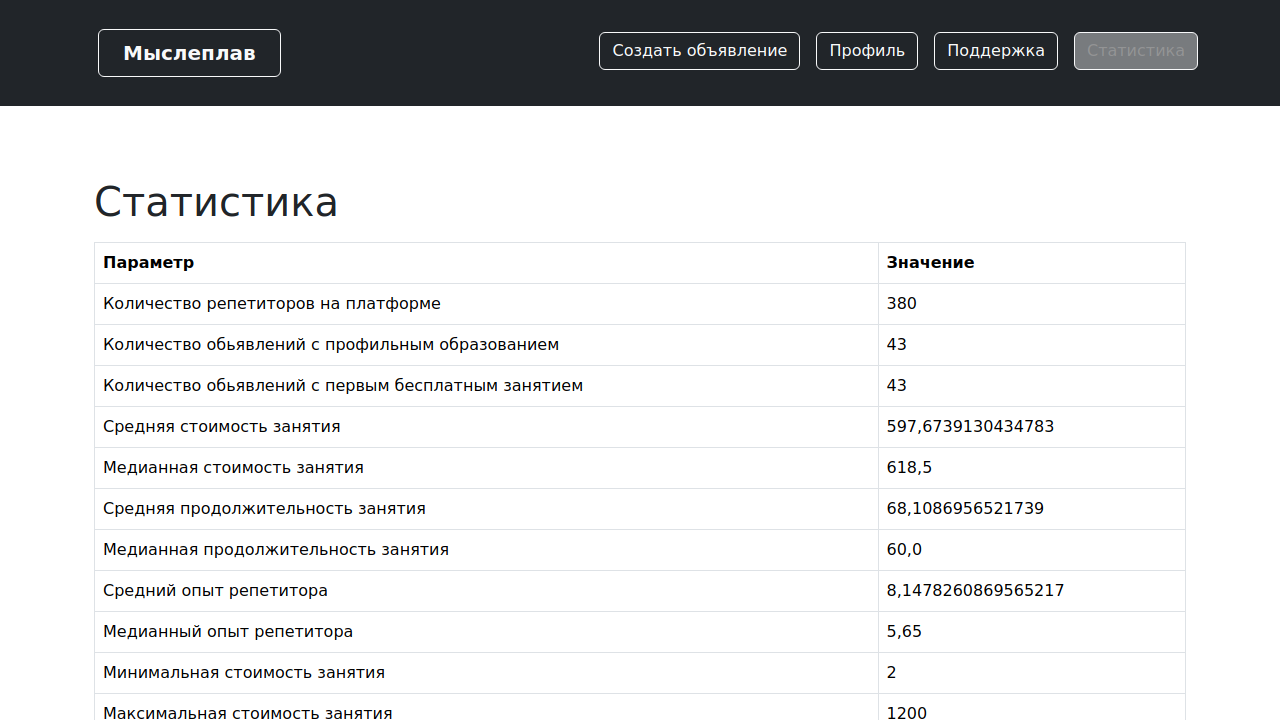 Мыслеплав
Создать объявление
Профиль
Поддержка
Статистика
Статистика
Параметр Значение
Количество репетиторов на платформе 380
Количество обьявлений с профильным образованием 43
Количество обьявлений с первым бесплатным занятием 43
Средняя стоимость занятия 597,6739130434783
Медианная стоимость занятия 618,5
Средняя продолжительность занятия 68,1086956521739
Медианная продолжительность занятия 60,0
Средний опыт репетитора 8,1478260869565217
Медианный опыт репетитора 5,65
Минимальная стоимость занятия 2
Максимальная стоимость занятия 1200